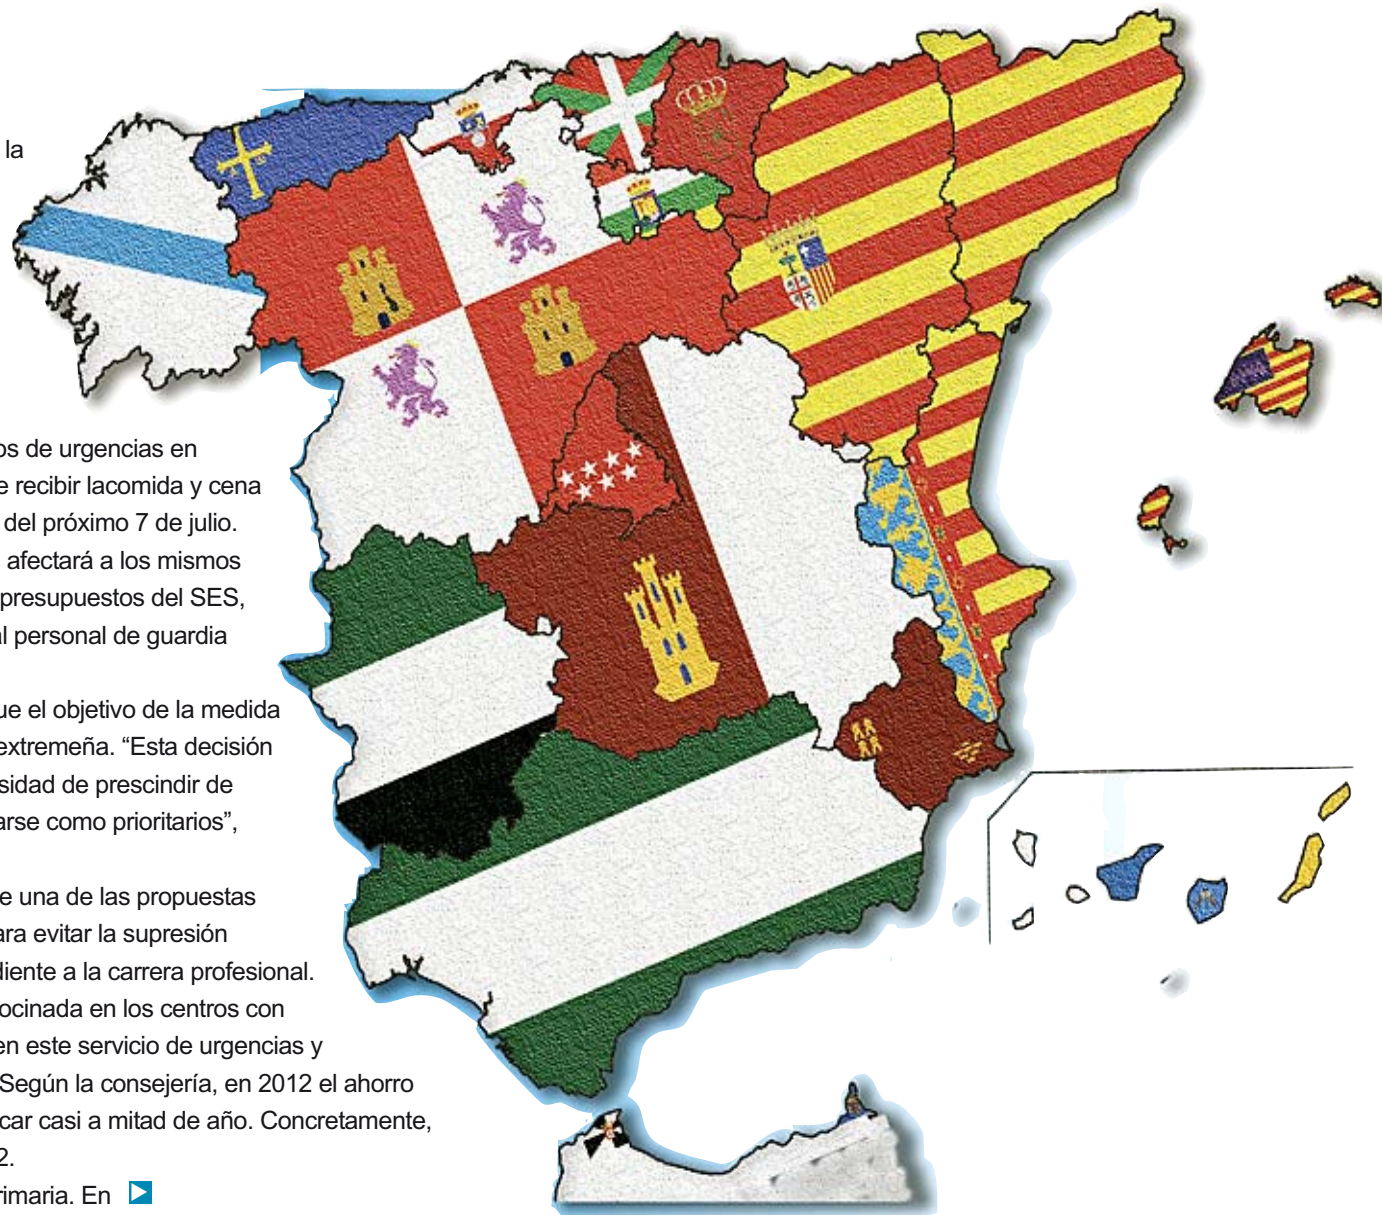 la
os de urgencias en
e recibir lacomida y cena
del próximo 7 de julio.
afectará a los mismos
presupuestos del SES,
al personal de guardia
ue el objetivo de la medida
extremeña. “Esta decisión
sidad de prescindir de
arse como prioritarios”,
e una de las propuestas
ara evitar la supresión
diente a la carrera profesional.
ocinada en los centros con
en este servicio de urgencias y
Según la consejería, en 2012 el ahorro
car casi a mitad de año. Concretamente,
2.
rimaria. En